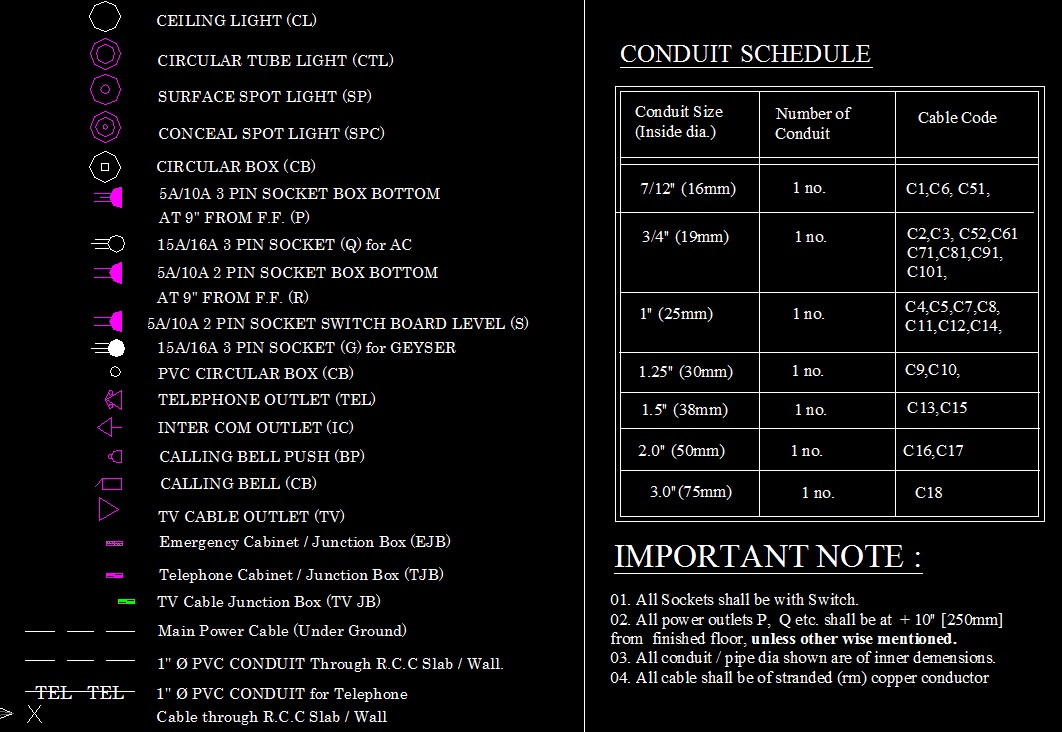 CEILING LIGHT (CL)
CIRCULAR TUBE LIGHT (CTL)
SURFACE SPOT LIGHT (SP)
CONCEAL SPOT LIGHT (SPC)
CIRCULAR BOX (CB)
5A/10A 3 PIN SOCKET BOX BOTTOM
AT 9" FROM F.F. (P)
15A/16A 3 PIN SOCKET (Q) for AC
5A/10A 2 PIN SOCKET BOX BOTTOM
AT 9" FROM F.F. (R)
5A/10A 2 PIN SOCKET SWITCH BOARD LEVEL (S)
15A/16A 3 PIN SOCKET (G) for GEYSER
PVC CIRCULAR BOX (CB)
TELEPHONE OUTLET (TEL)
INTER COM OUTLET (IC)
CALLING BELL PUSH (BP)
CALLING BELL (CB)
TV CABLE OUTLET (TV)
Emergency Cabinet / Junction Box (EJB)
Telephone Cabinet / Junction Box (TJB)
TV Cable Junction Box (TV JB)
Main Power Cable (Under Ground)
1" Ø PVC CONDUIT Through R.C.C Slab / Wall.
TEL TEL 1" Ø PVC CONDUIT for Telephone
X Cable through R.C.C Slab / Wall
CONDUIT SCHEDULE
Conduit Size Number of Cable Code
(Inside dia.) Conduit
7/12" (16mm) 1 no. C1,C6, C51,
3/4" (19mm) 1 no. C2,C3, C52,C61
C71,C81,C91,
C101,
1" (25mm) 1 no. C4,C5,C7,C8,
C11,C12,C14,
1.25" (30mm) 1 no. C9,C10,
1.5" (38mm) 1 no. C13,C15
2.0" (50mm) 1 no. C16,C17
3.0"(75mm) 1 no. C18
IMPORTANT NOTE :
01. All Sockets shall be with Switch.
02. All power outlets P, Q etc. shall be at + 10" [250mm]
from finished floor, unless other wise mentioned.
03. All conduit / pipe dia shown are of inner demensions.
04. All cable shall be of stranded (rm) copper conductor